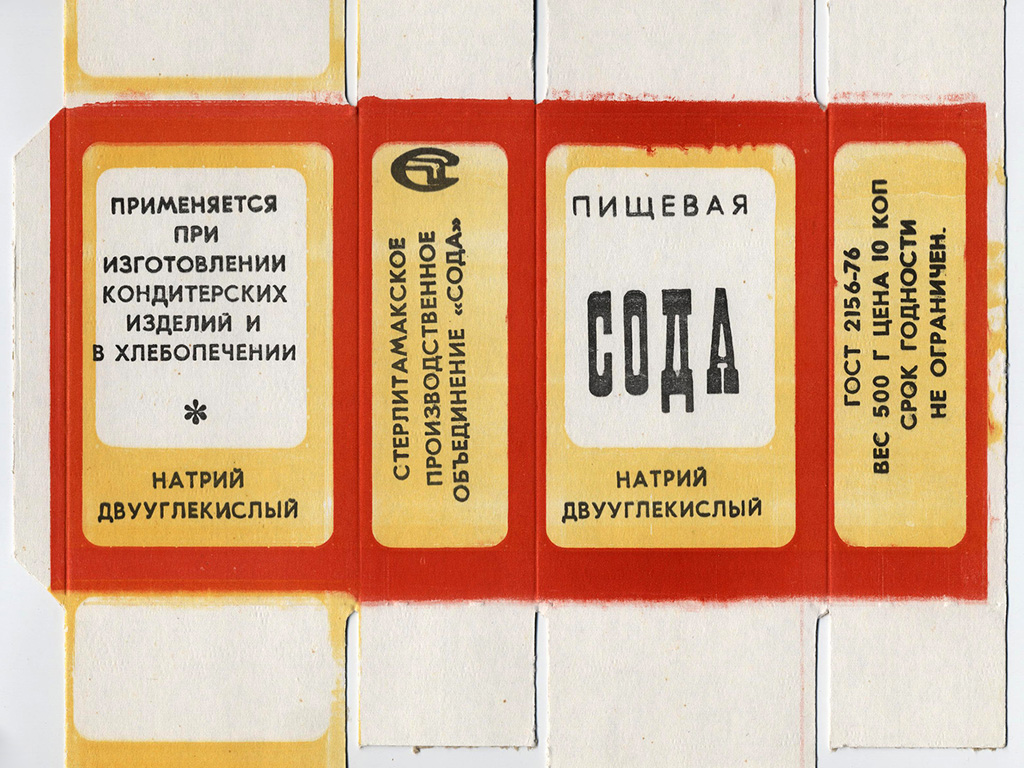 ПРИМЕНЯЕТСЯ
ПРИ
ИЗГОТОВЛЕНИИ
КОНДИТЕРСКИХ
ИЗДЕЛИЙ И
В ХЛЕБОПЕЧЕНИИ
*
НАТРИЙ
ДВУУГЛЕКИСЛЫЙ
СТЕРЛИТАМАКСКОЕ
ПРОИЗВОДСТВЕННОЕ
ОБЪЕДИНЕНИЕ «СОДА»
ПИЩЕВАЯ
СОДА
НАТРИЙ
ДВУУГЛЕКИСЛЫЙ
ГОСТ 2156-76
ВЕС 500 Г ЦЕНА 10 КОП
СРОК ГОДНОСТИ
НЕ ОГРАНИЧЕН.